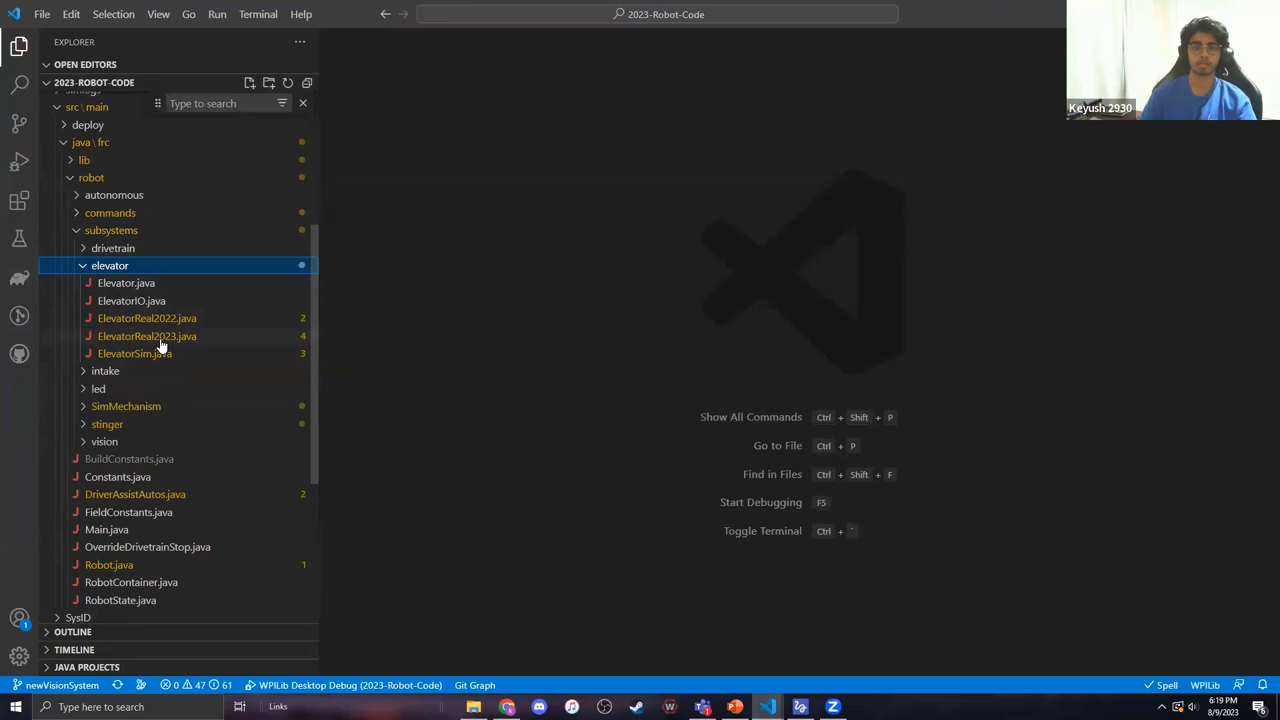 File Edit Selection View Go Run Terminal Help
2023-Robot-Code
EXPLORER
OPEN EDITORS
2023-ROBOT-CODE
src\main
Type to search
deploy
java\frc
lib
robot
autonomous
commands
subsystems
drivetrain
elevator
Elevator.java
ElevatorIO.java
ElevatorReal2022.java 2
ElevatorReal2023.java 4
ElevatorSim.java 3
intake
led
SimMechanism
stinger
vision
BuildConstants.java
Constants.java
DriverAssistAutos.java 2
FieldConstants.java
Main.java
OverrideDrivetrainStop.java
Robot.java 1
RobotContainer.java
RobotState.java
SysID
OUTLINE
TIMELINE
JAVA PROJECTS
Show All Commands Ctrl + Shift + P
Go to File Ctrl + P
Find in Files Ctrl + Shift + F
Start Debugging F5
Toggle Terminal Ctrl + `
Keyush 2930
1
newVisionSystem 0 47 61 WPILib Desktop Debug (2023-Robot-Code) Git Graph Spell WPILib
Type here to search
Links
6:19 PM
8/9/2023